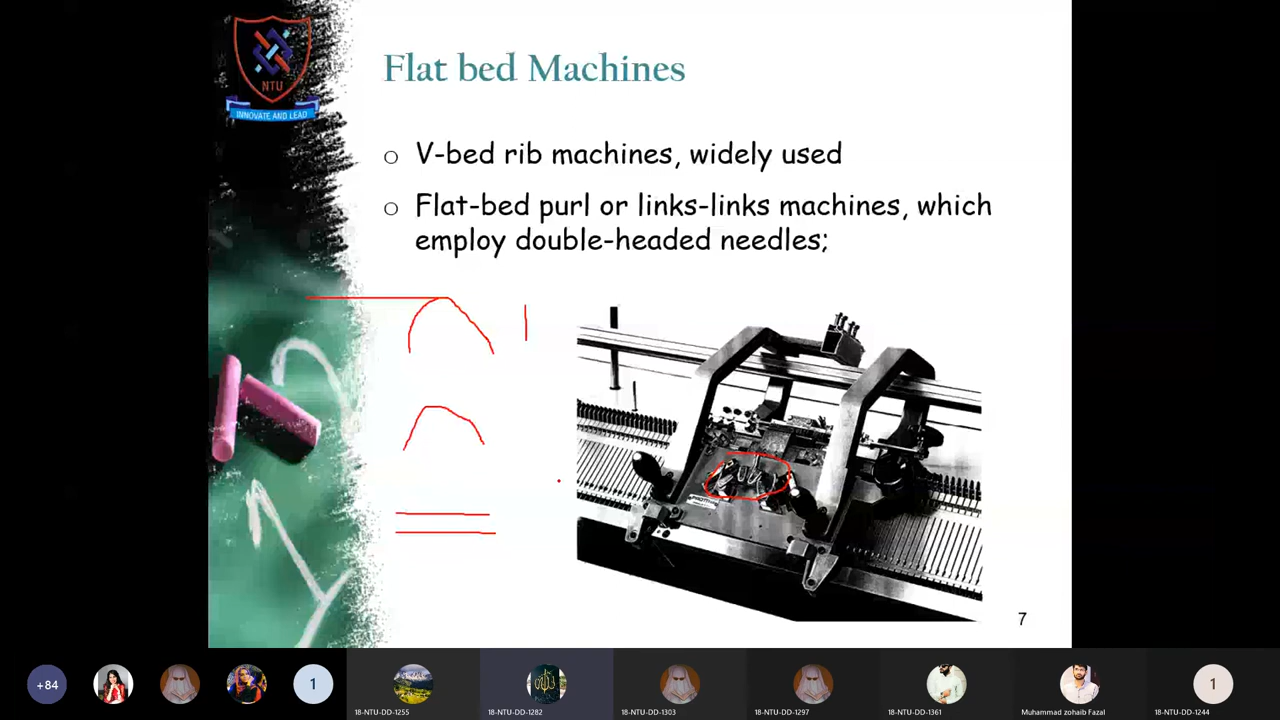 NTU
INNOVATE AND LEAD
Flat bed Machines
o V-bed rib machines, widely used
o Flat-bed purl or links-links machines, which
employ double-headed needles;
7
+84
1
18-NTU-DD-1255
18-NTU-DD-1282
18-NTU-DD-1303
18-NTU-DD-1297
18-NTU-DD-1361
Muhammad zohaib Fazal
1
18-NTU-DD-1244